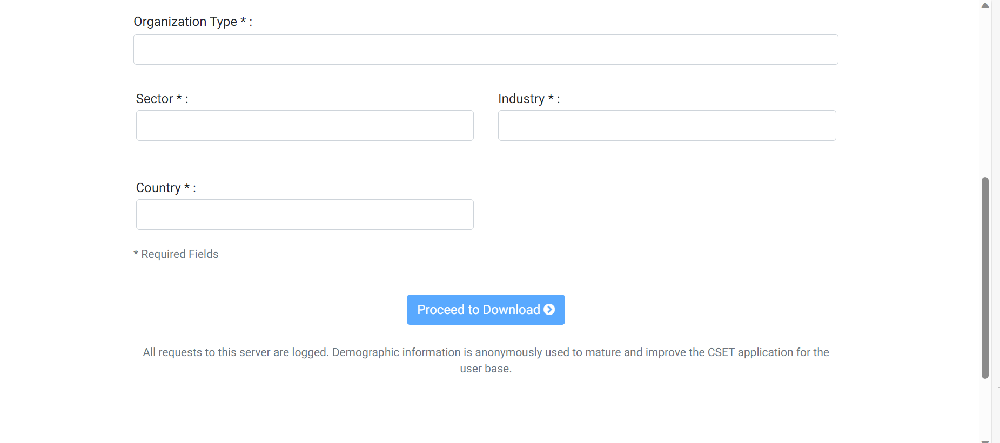 Organization Type * :
Sector * :
Industry * :
Country * :
* Required Fields
Proceed to Download
All requests to this server are logged. Demographic information is anonymously used to mature and improve the CSET application for the
user base.